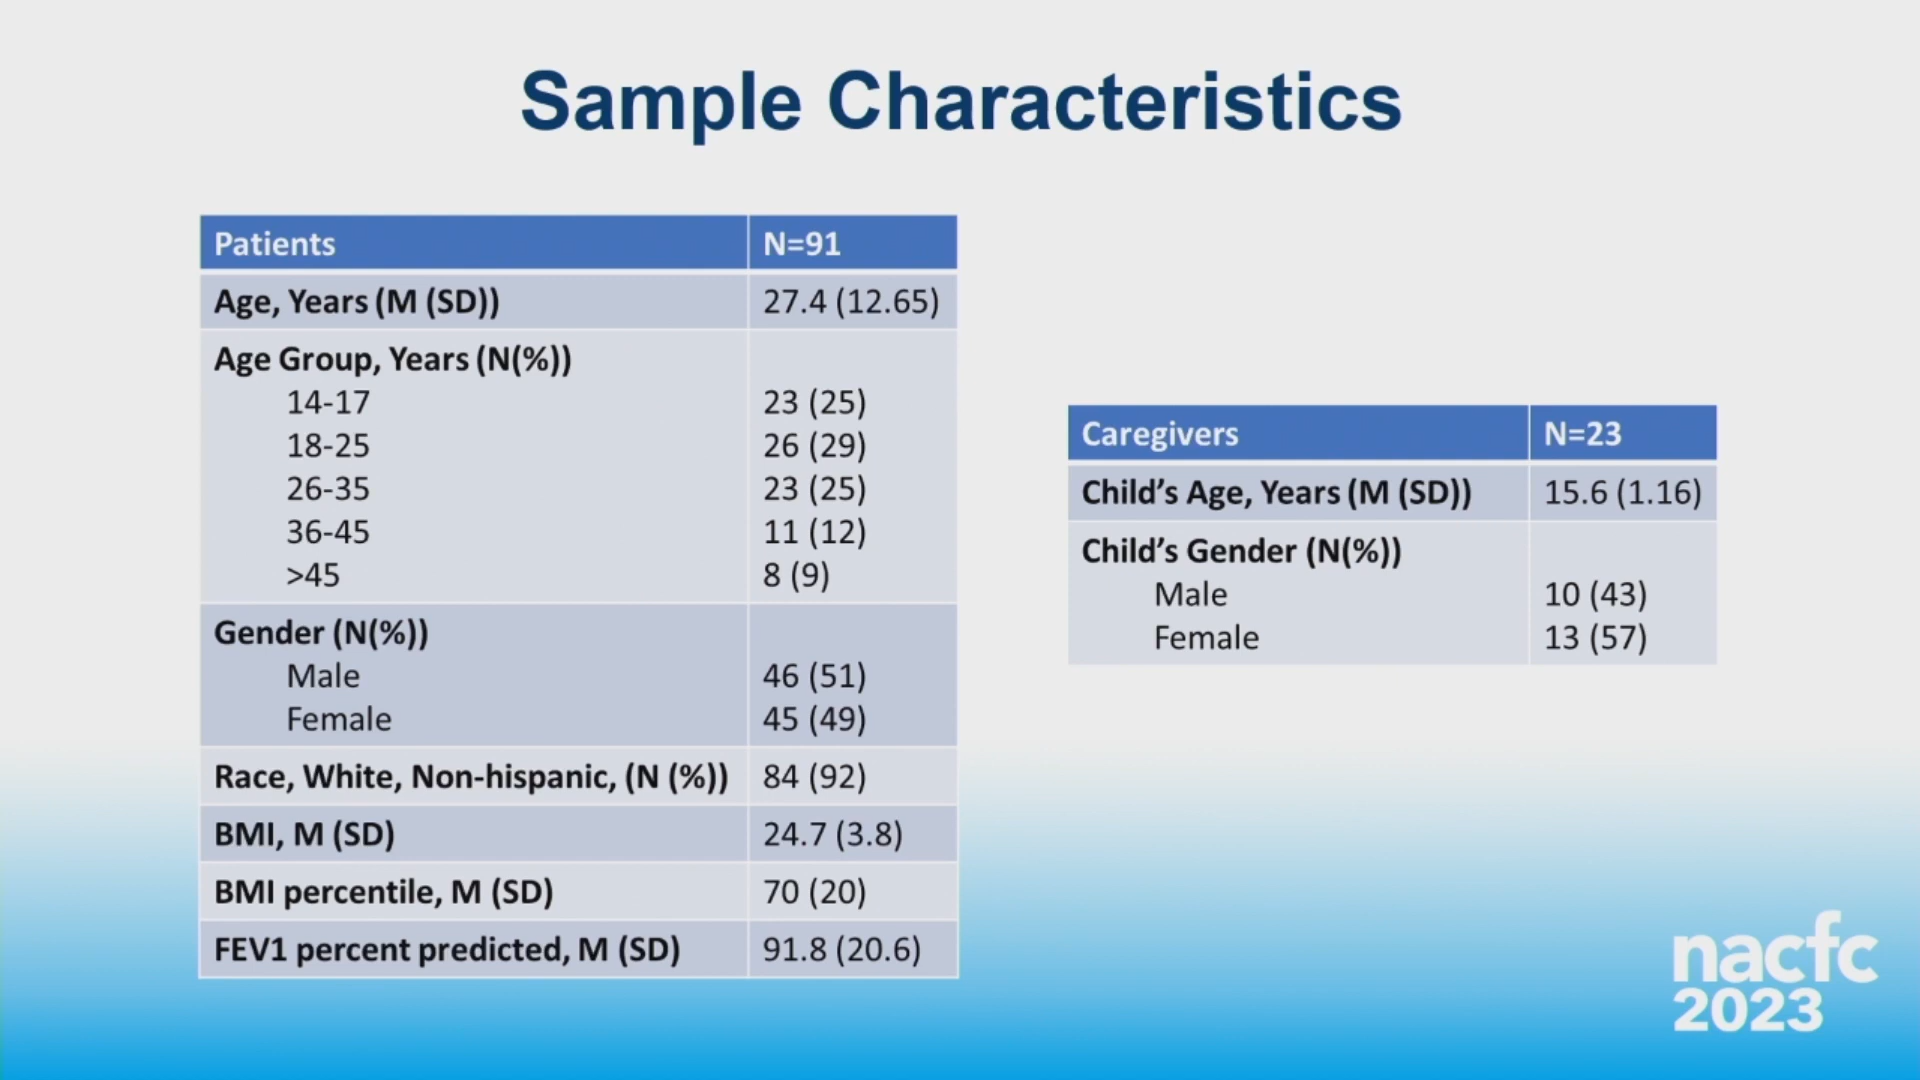 Sample Characteristics
Patients N=91
Age, Years (M (SD)) 27.4 (12.65)
Age Group, Years (N(%))
14-17 23 (25)
18-25 26 (29)
26-35 23 (25)
36-45 11 (12)
>45 8 (9)
Gender (N(%))
Male 46 (51)
Female 45 (49)
Race, White, Non-hispanic, (N (%)) 84 (92)
BMI, M (SD) 24.7 (3.8)
BMI percentile, M (SD) 70 (20)
FEV1 percent predicted, M (SD) 91.8 (20.6)
Caregivers N=23
Child’s Age, Years (M (SD)) 15.6 (1.16)
Child’s Gender (N(%))
Male 10 (43)
Female 13 (57)
nacfc
2023